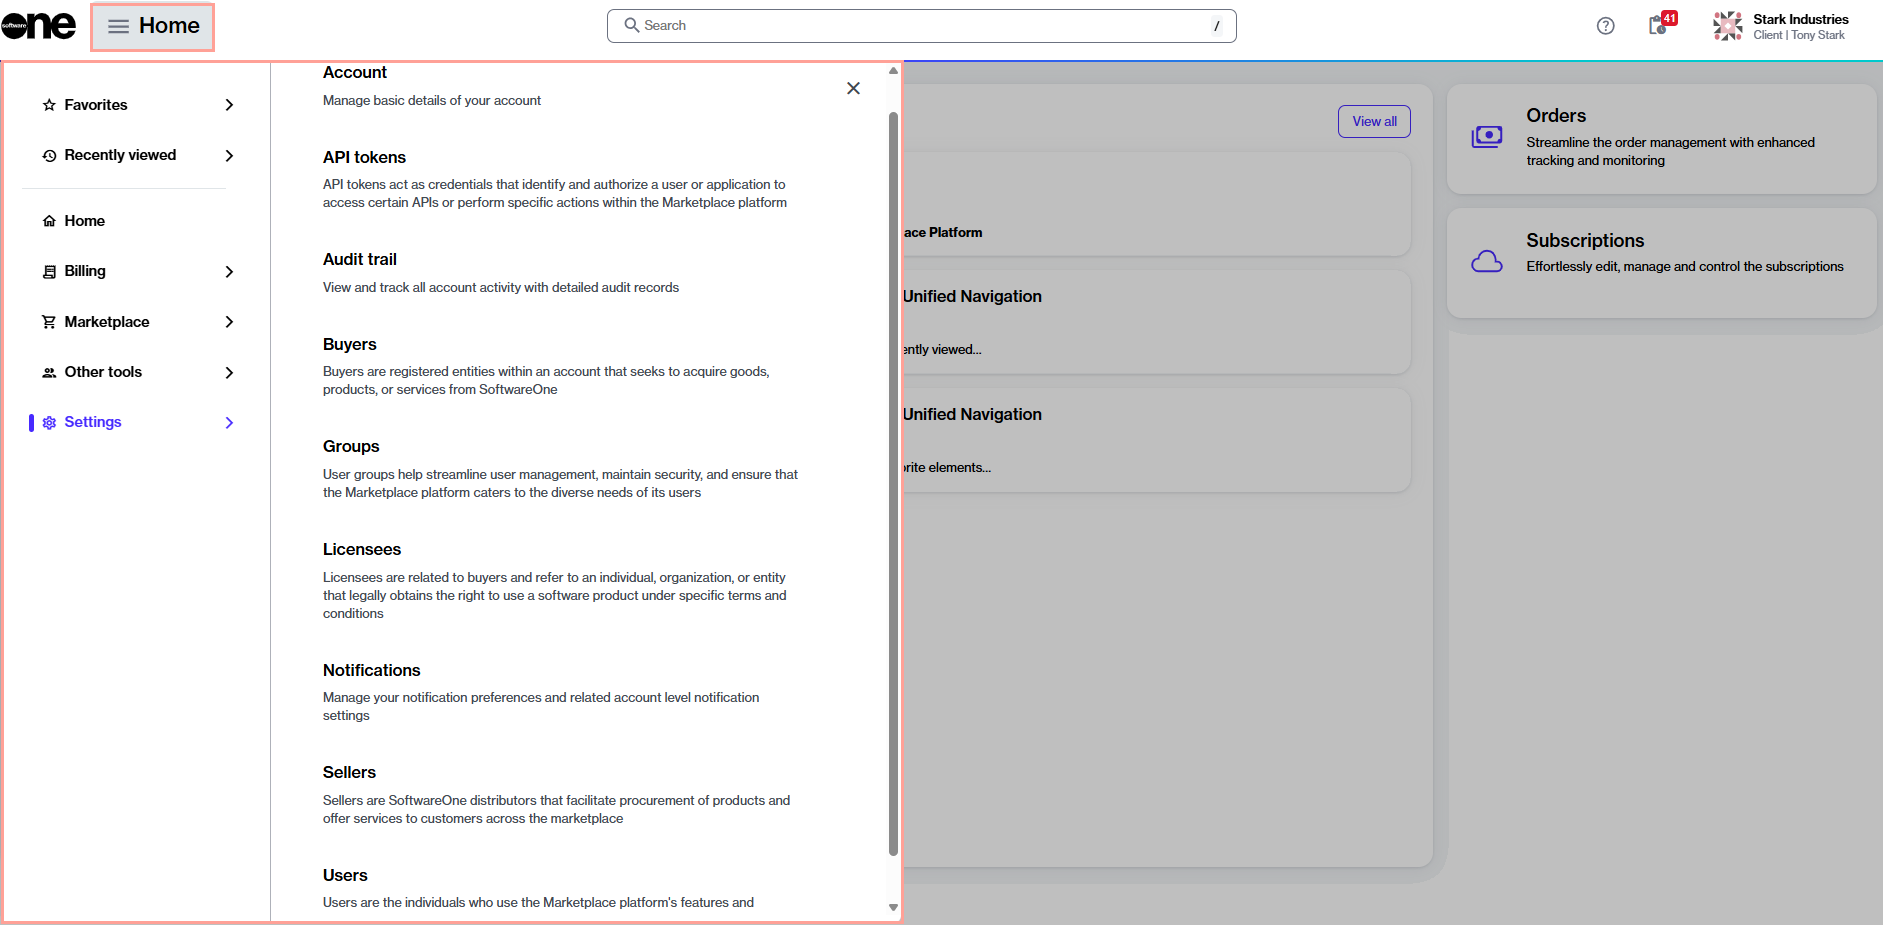 software one
Home
Search
/
41
Stark Industries
Client | Tony Stark
Favorites
Recently viewed
Home
Billing
Marketplace
Other tools
Settings
Account
Manage basic details of your account
API tokens
API tokens act as credentials that identify and authorize a user or application to
access certain APIs or perform specific actions within the Marketplace platform
Audit trail
View and track all account activity with detailed audit records
Buyers
Buyers are registered entities within an account that seeks to acquire goods,
products, or services from SoftwareOne
Groups
User groups help streamline user management, maintain security, and ensure that
the Marketplace platform caters to the diverse needs of its users
Licensees
Licensees are related to buyers and refer to an individual, organization, or entity
that legally obtains the right to use a software product under specific terms and
conditions
Notifications
Manage your notification preferences and related account level notification
settings
Sellers
Sellers are SoftwareOne distributors that facilitate procurement of products and
offer services to customers across the marketplace
Users
Users are the individuals who use the Marketplace platform's features and
View all
ace Platform
Unified Navigation
ently viewed...
Unified Navigation
orite elements...
Orders
Streamline the order management with enhanced
tracking and monitoring
Subscriptions
Effortlessly edit, manage and control the subscriptions